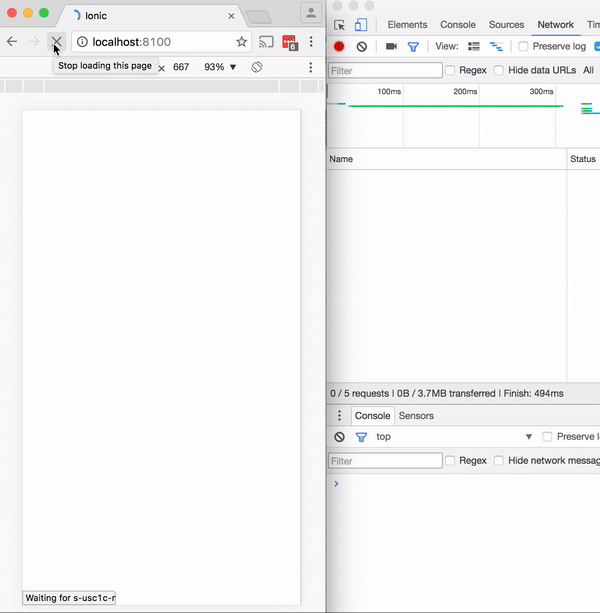 Ionic
localhost:8100
6
Stop loading this page
× 667 93% ▼
Waiting for s-usc1c-r
Elements Console Sources Network Tim
View: Preserve log
Filter Regex Hide data URLs All
100ms 200ms 300ms
Name Status
0 / 5 requests | 0B / 3.7MB transferred | Finish: 494ms
Console Sensors
top ▼ Preserve l
Filter Regex Hide network messag